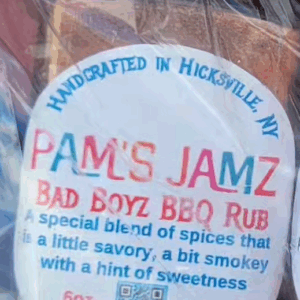 HANDCRAFTED IN HICKSVILLE, NY
PAM'S JAMZ
BAD BOYZ BBQ RUB
A special blend of spices that
is a little savory, a bit smokey
with a hint of sweetness
6oz